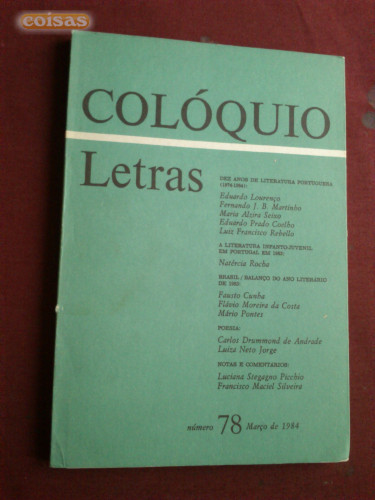 coisas
COLÓQUIO
Letras
DEZ ANOS DE LITERATURA PORTUGUESA
(1974-1984):
Eduardo Lourenço
Fernando J. B. Martinho
Maria Alzira Seixo
Eduardo Prado Coelho
Luiz Francisco Rebello
A LITERATURA INFANTO-JUVENIL
EM PORTUGAL EM 1983:
Natércia Rocha
BRASIL / BALANÇO DO ANO LITERÁRIO
DE 1983:
Fausto Cunha
Flávio Moreira da Costa
Mário Pontes
POESIA:
Carlos Drummond de Andrade
Luiza Neto Jorge
NOTAS E COMENTÁRIOS:
Luciana Stegagno Picchio
Francisco Maciel Silveira
número 78 Março de 1984